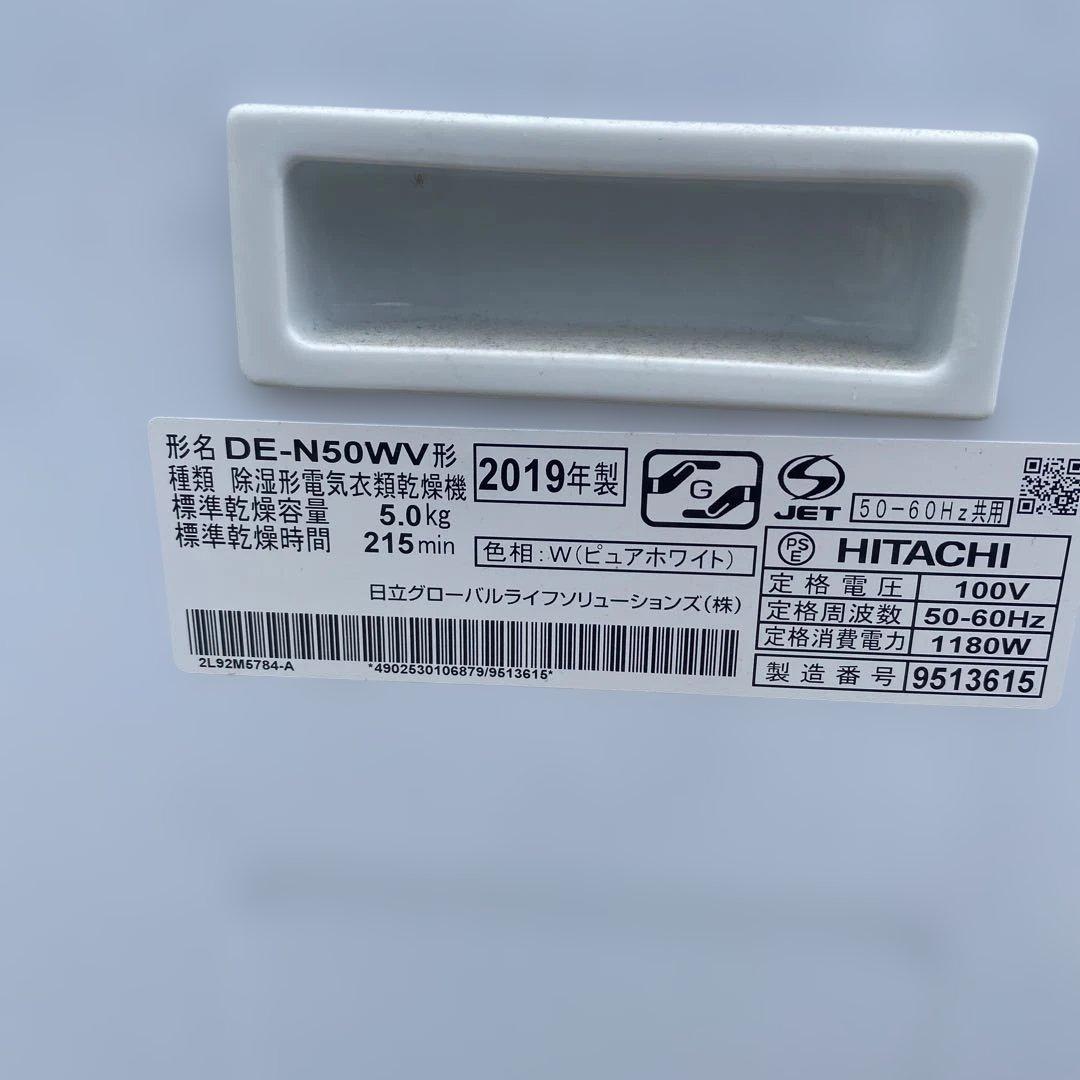 形名 DE-N50WV形
種類 除湿形電気衣類乾燥機
標準乾燥容量 5.0kg
標準乾燥時間 215min
2019年製
G
色相:W(ピュアホワイト)
日立グローバルライフソリューションズ(株)
2L92M5784-A
*4902530106879/9513615*
S
JET
50-60Hz共用
PS
E
HITACHI
定格電圧 100V
定格周波数 50-60Hz
定格消費電力 1180W
製造番号 9513615